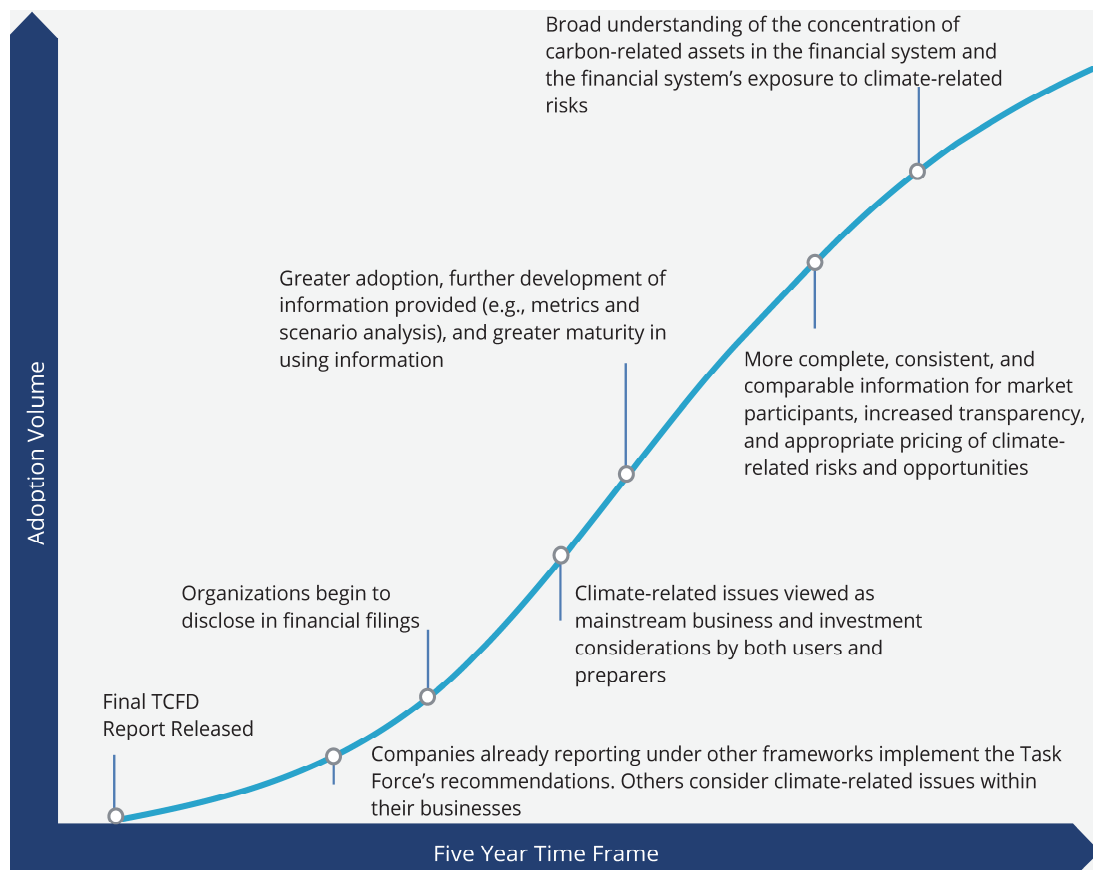 Broad understanding of the concentration of
carbon-related assets in the financial system and
the financial system’s exposure to climate-related
risks
Greater adoption, further development of
information provided (e.g., metrics and
scenario analysis), and greater maturity in
using information
More complete, consistent, and
comparable information for market
participants, increased transparency,
and appropriate pricing of climate-
related risks and opportunities
Adoption Volume
Organizations begin to
disclose in financial filings
Climate-related issues viewed as
mainstream business and investment
considerations by both users and
preparers
Final TCFD
Report Released
Companies already reporting under other frameworks implement the Task
Force’s recommendations. Others consider climate-related issues within
their businesses
Five Year Time Frame